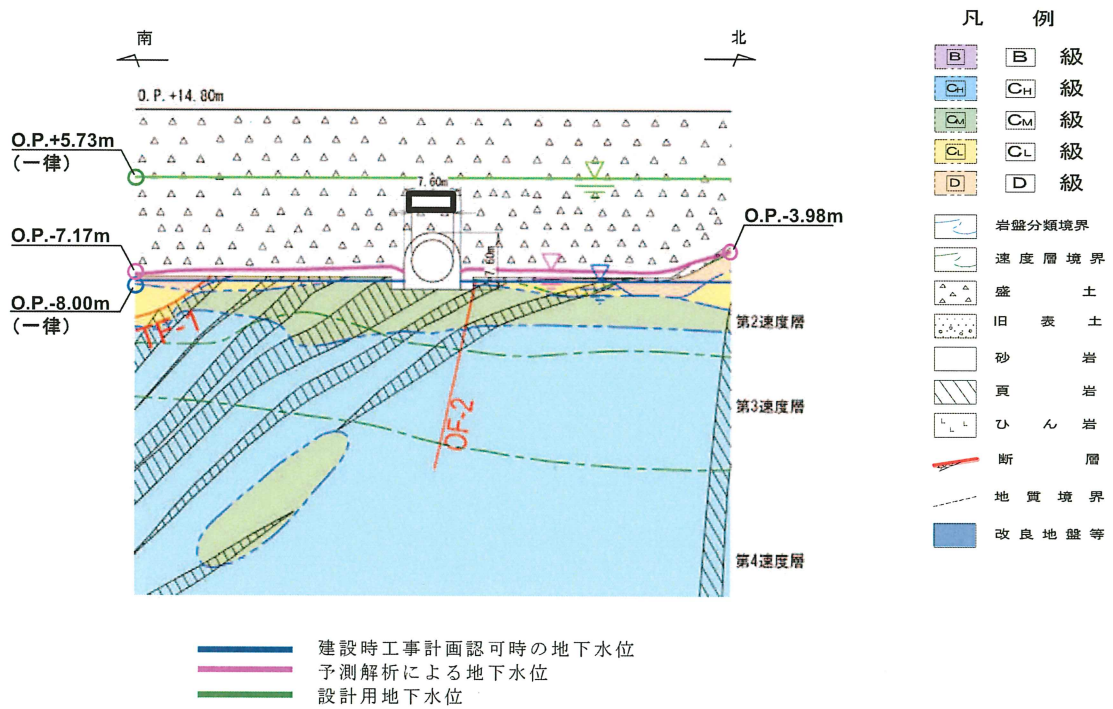 南
北
O.P.+14.80m
O.P.+5.73m
(一律)
7.60m
O.P.-7.17m
O.P.-3.98m
7.60m
O.P.-8.00m
(一律)
TF-1
OF-2
第2速度層
第3速度層
第4速度層
凡 例
B B 級
CH CH 級
CM CM 級
CL CL 級
D D 級
岩盤分類境界
速度層境界
盛 土
旧 表 土
砂 岩
頁 岩
ひ ん 岩
断 層
地 質 境 界
改 良 地 盤 等
建設時工事計画認可時の地下水位
予測解析による地下水位
設計用地下水位